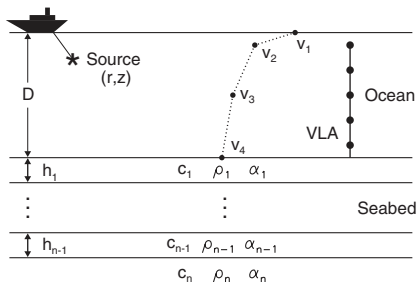 v₁
v₂
Source
(r,z)
D
v₃
Ocean
VLA
v₄
h₁ c₁ ρ₁ α₁
Seabed
hₙ₋₁ cₙ₋₁ ρₙ₋₁ αₙ₋₁
cₙ ρₙ αₙ